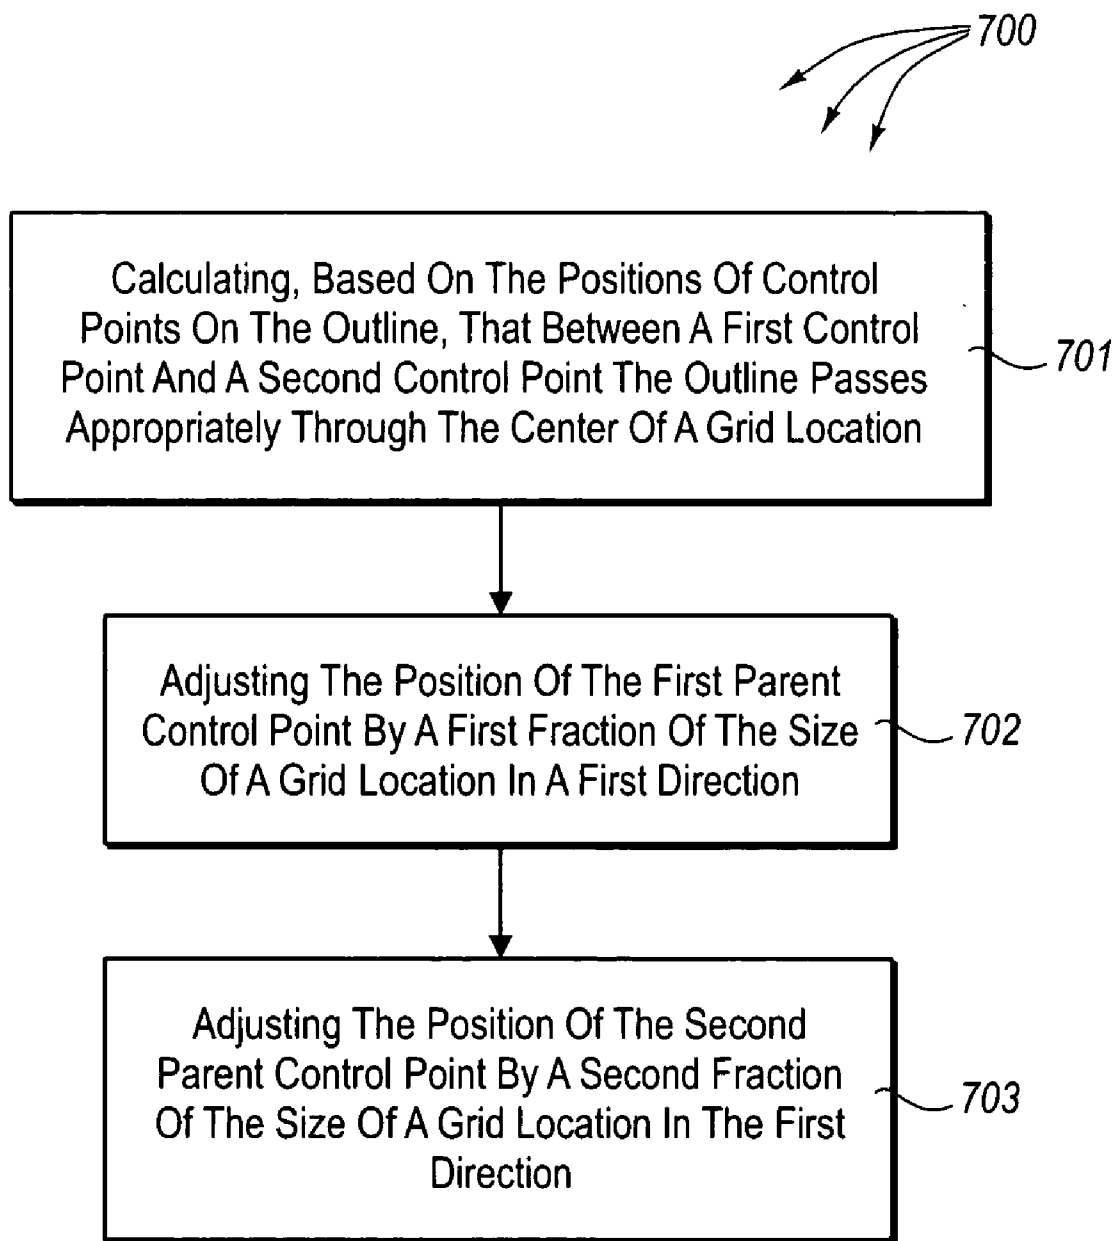 700
Calculating, Based On The Positions Of Control
Points On The Outline, That Between A First Control
Point And A Second Control Point The Outline Passes
Appropriately Through The Center Of A Grid Location
701
Adjusting The Position Of The First Parent
Control Point By A First Fraction Of The Size
Of A Grid Location In A First Direction
702
Adjusting The Position Of The Second
Parent Control Point By A Second Fraction
Of The Size Of A Grid Location In The First
Direction
703